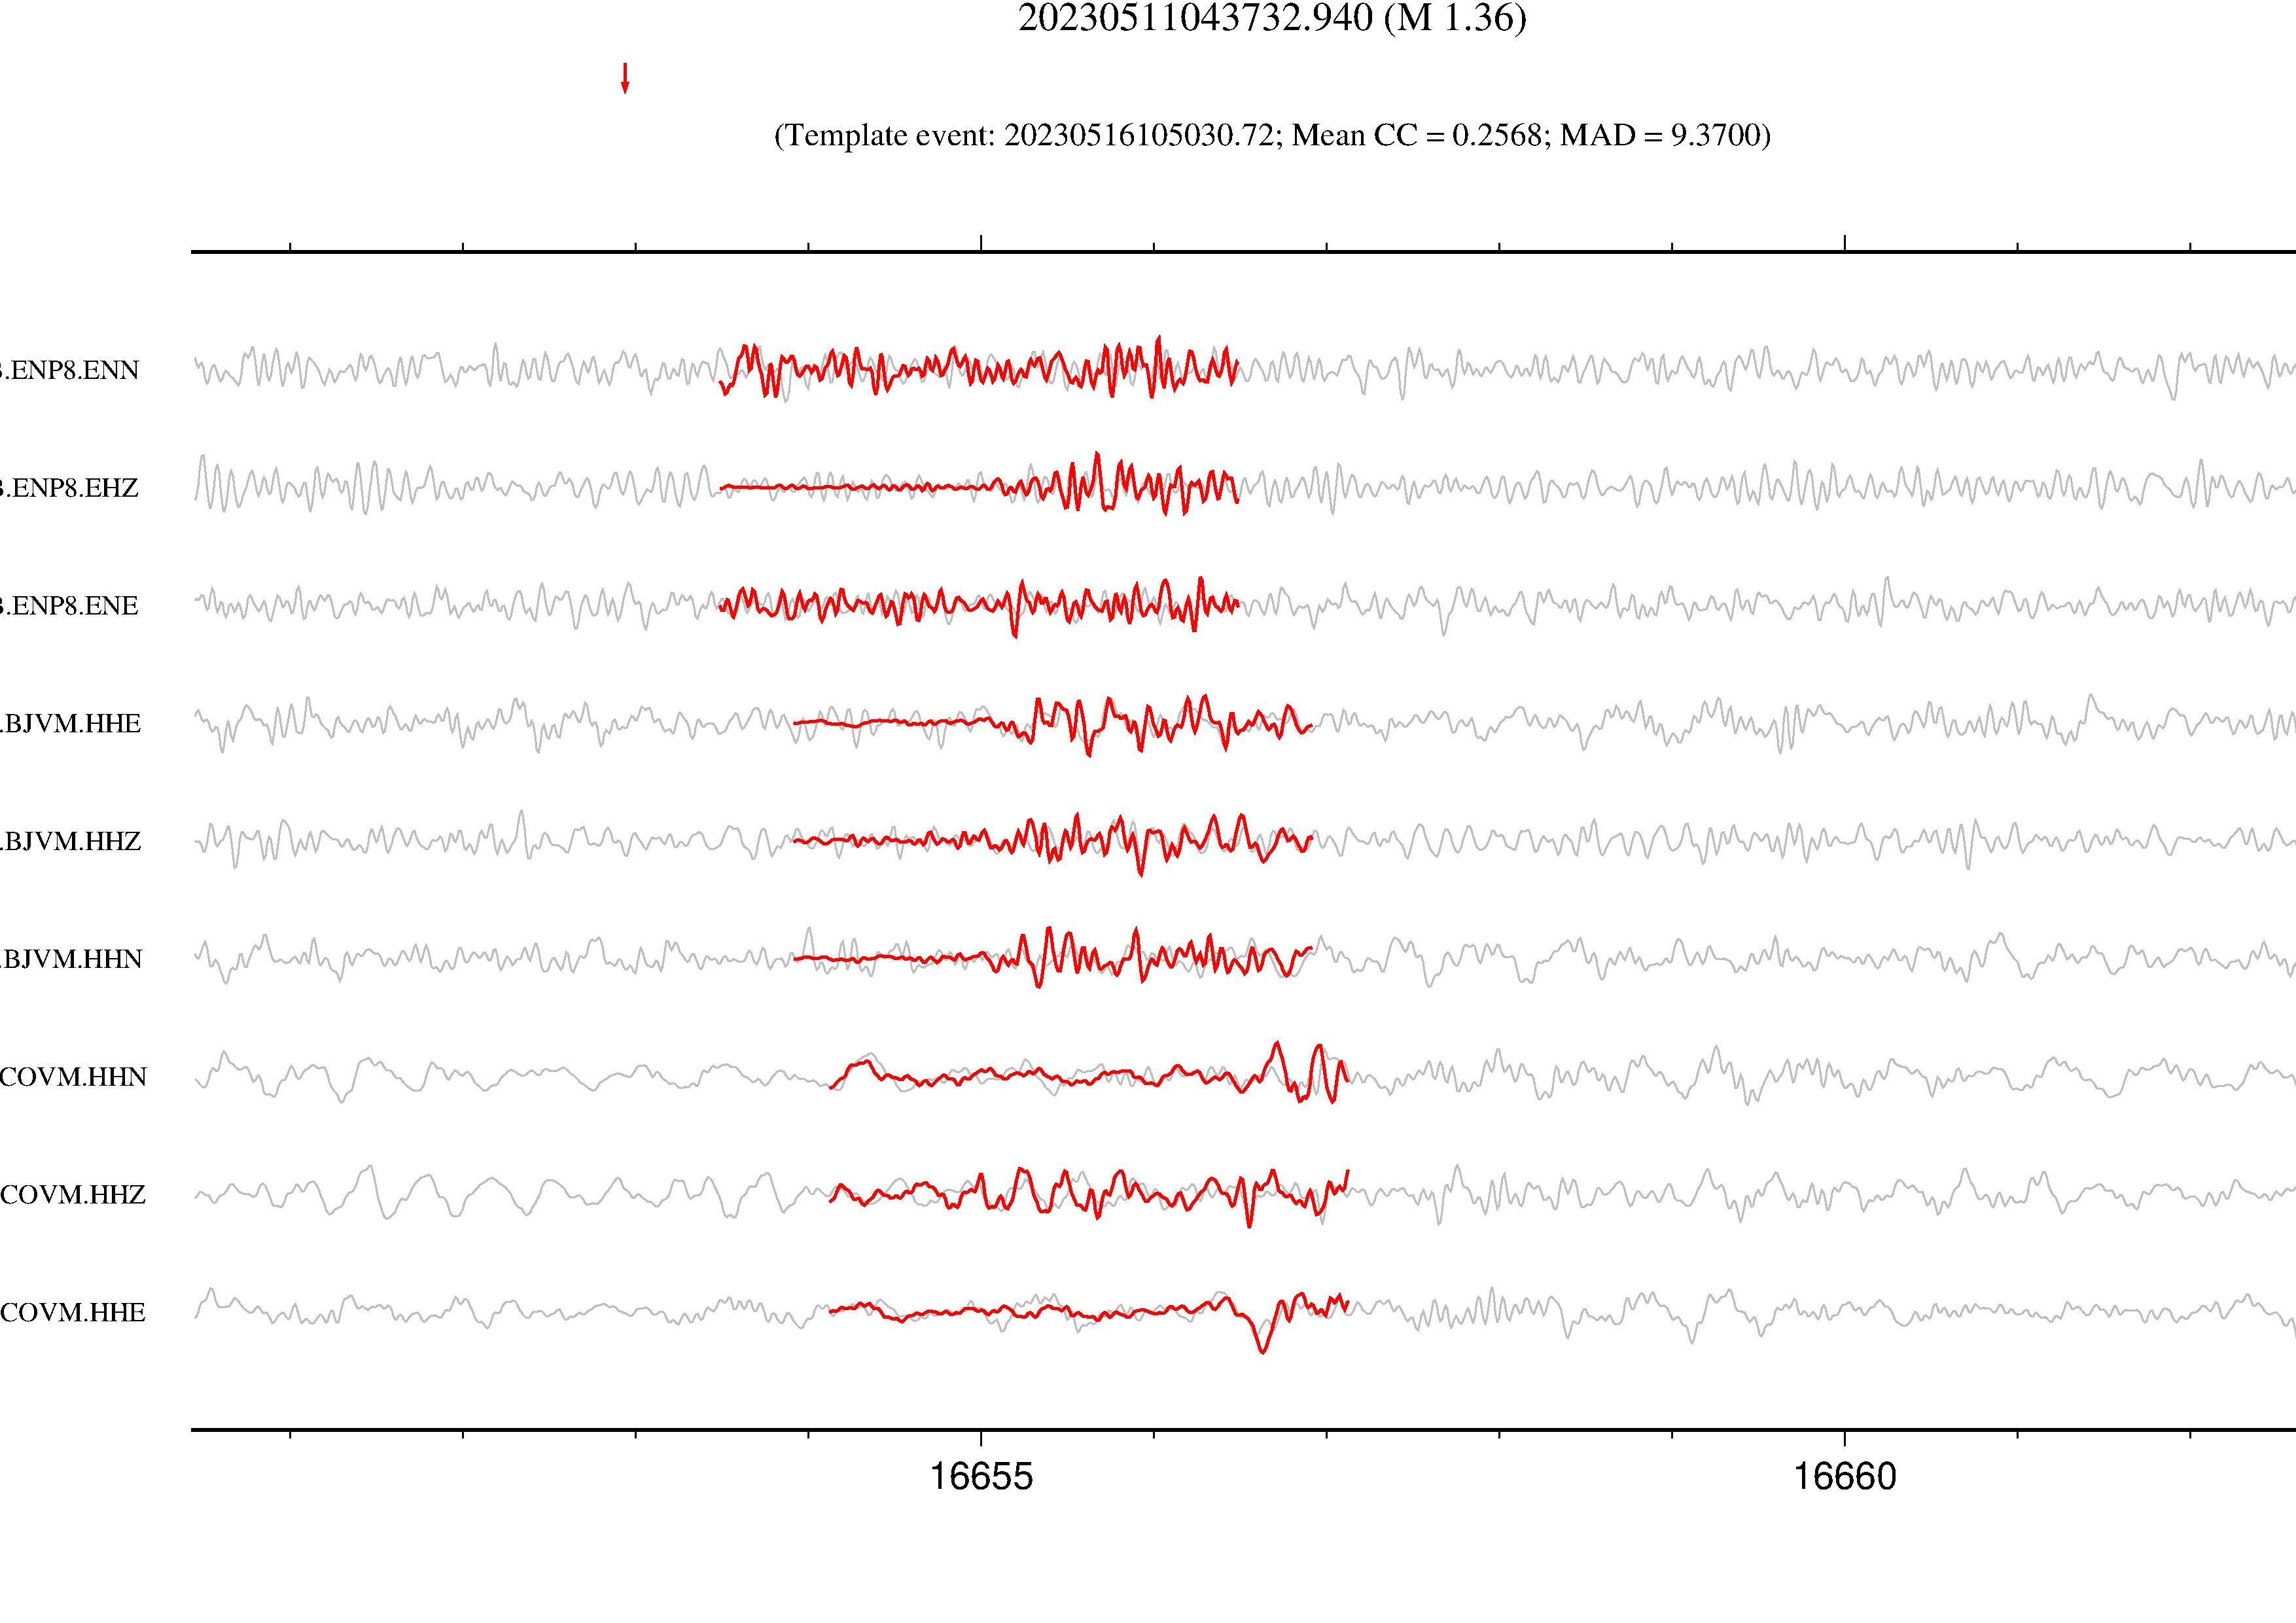 20230511043732.940 (M 1.36)
(Template event: 20230516105030.72; Mean CC = 0.2568; MAD = 9.3700)
.ENP8.ENN
.ENP8.EHZ
.ENP8.ENE
.BJVM.HHE
.BJVM.HHZ
.BJVM.HHN
COVM.HHN
COVM.HHZ
COVM.HHE
16655 16660